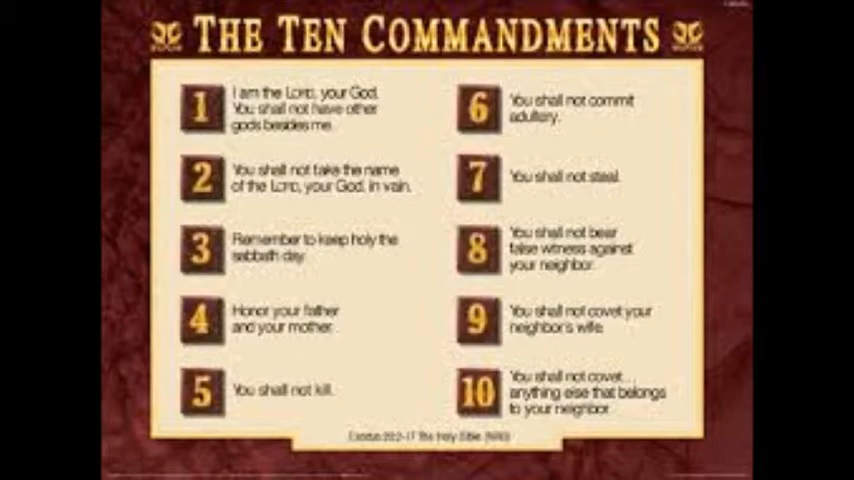 THE TEN COMMANDMENTS
1
I am the LORD, your God.
You shall not have other
gods besides me.
2
You shall not take the name
of the LORD, your God, in vain.
3
Remember to keep holy the
sabbath day.
4
Honor your father
and your mother.
5
You shall not kill.
6
You shall not commit
adultery.
7
You shall not steal.
8
You shall not bear
false witness against
your neighbor.
9
You shall not covet your
neighbor's wife.
10
You shall not covet...
anything else that belongs
to your neighbor.
Exodus 20:2-17 The Holy Bible